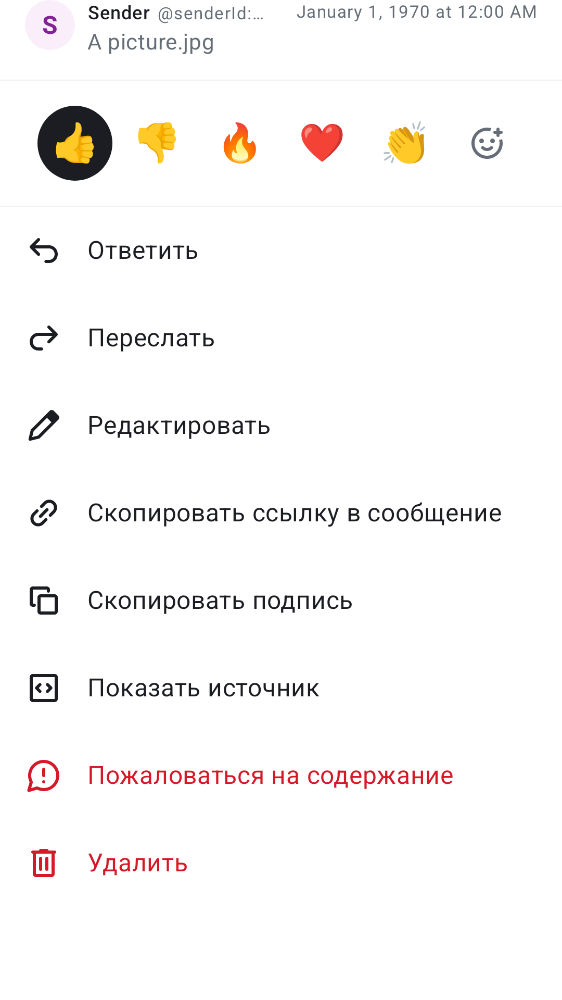 S
Sender @senderId:… January 1, 1970 at 12:00 AM
A picture.jpg
Ответить
Переслать
Редактировать
Скопировать ссылку в сообщение
Скопировать подпись
Показать источник
Пожаловаться на содержание
Удалить